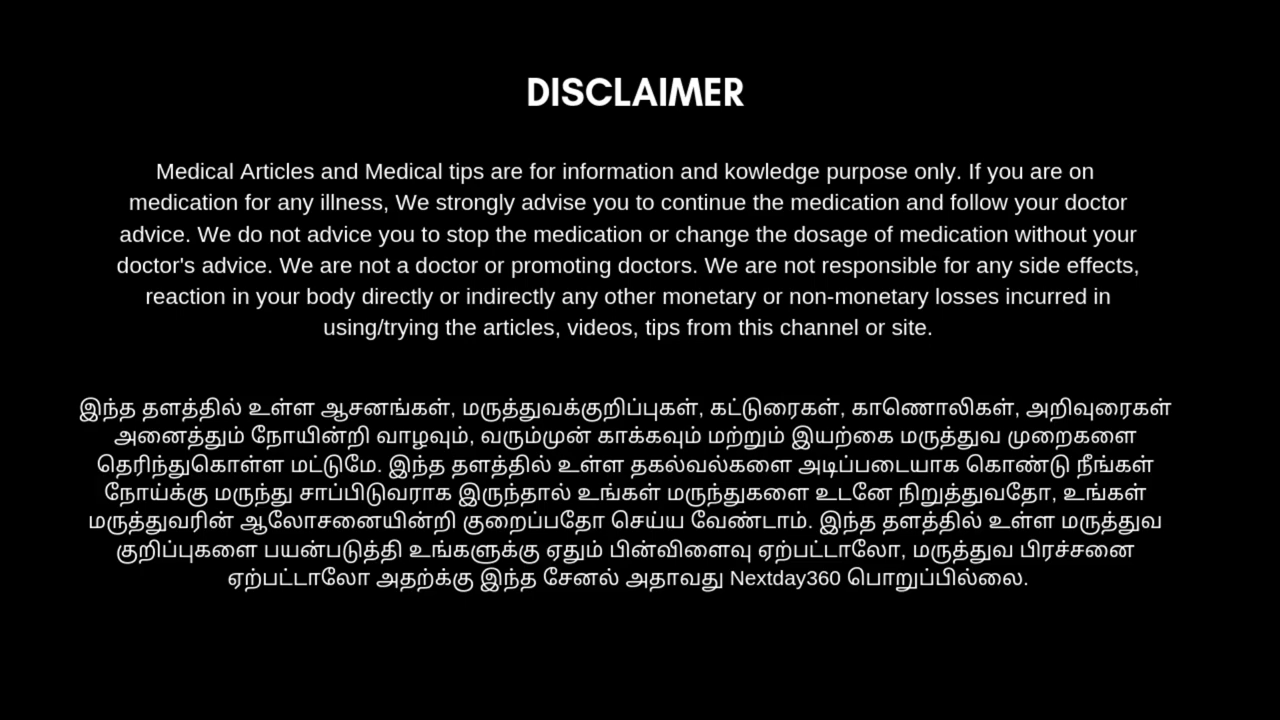 DISCLAIMER
Medical Articles and Medical tips are for information and kowledge purpose only. If you are on
medication for any illness, We strongly advise you to continue the medication and follow your doctor
advice. We do not advice you to stop the medication or change the dosage of medication without your
doctor's advice. We are not a doctor or promoting doctors. We are not responsible for any side effects,
reaction in your body directly or indirectly any other monetary or non-monetary losses incurred in
using/trying the articles, videos, tips from this channel or site.
இந்த தளத்தில் உள்ள ஆசனங்கள், மருத்துவக்குறிப்புகள், கட்டுரைகள், காணொலிகள், அறிவுரைகள்
அனைத்தும் நோயின்றி வாழவும், வரும்முன் காக்கவும் மற்றும் இயற்கை மருத்துவ முறைகளை
தெரிந்துகொள்ள மட்டுமே. இந்த தளத்தில் உள்ள தகல்வல்களை அடிப்படையாக கொண்டு நீங்கள்
நோய்க்கு மருந்து சாப்பிடுவராக இருந்தால் உங்கள் மருந்துகளை உடனே நிறுத்துவதோ, உங்கள்
மருத்துவரின் ஆலோசனையின்றி குறைப்பதோ செய்ய வேண்டாம். இந்த தளத்தில் உள்ள மருத்துவ
குறிப்புகளை பயன்படுத்தி உங்களுக்கு ஏதும் பின்விளைவு ஏற்பட்டாலோ, மருத்துவ பிரச்சனை
ஏற்பட்டாலோ அதற்க்கு இந்த சேனல் அதாவது Nextday360 பொறுப்பில்லை.